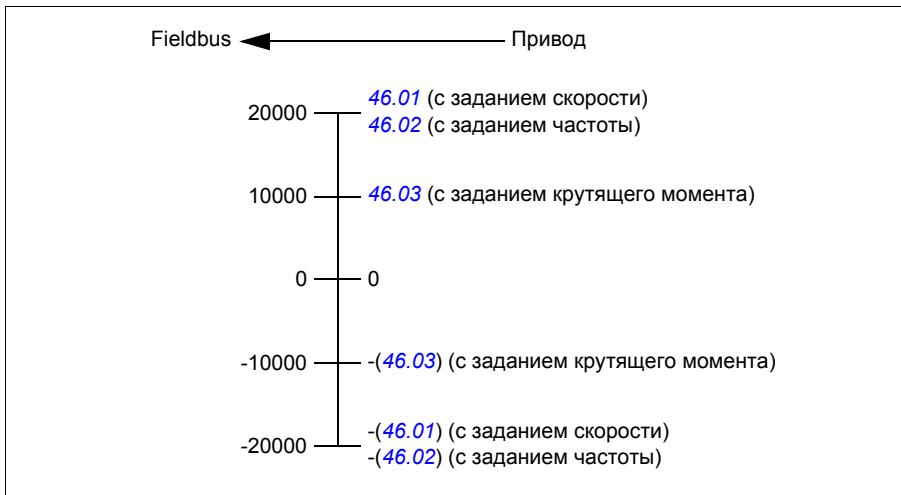 Fieldbus Привод
46.01 (с заданием скорости)
20000
46.02 (с заданием частоты)
10000 46.03 (с заданием крутящего момента)
0 0
-10000 -(46.03) (с заданием крутящего момента)
-(46.01) (с заданием скорости)
-20000
-(46.02) (с заданием частоты)